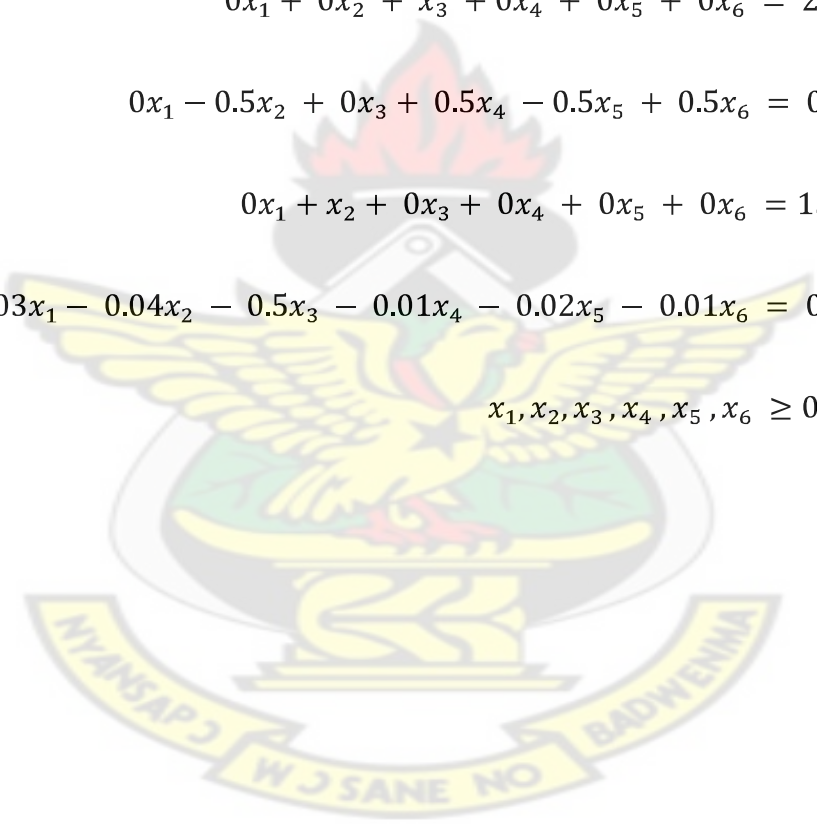 0x₁ + 0x₂ + x₃ + 0x₄ + 0x₅ + 0x₆ = 2
0x₁ − 0.5x₂ + 0x₃ + 0.5x₄ − 0.5x₅ + 0.5x₆ = 0
0x₁ + x₂ + 0x₃ + 0x₄ + 0x₅ + 0x₆ = 1
03x₁ − 0.04x₂ − 0.5x₃ − 0.01x₄ − 0.02x₅ − 0.01x₆ = 0
x₁, x₂, x₃, x₄, x₅, x₆ ≥ 0
NYANSAPƆ
WƆSANE NO
BADWENMA